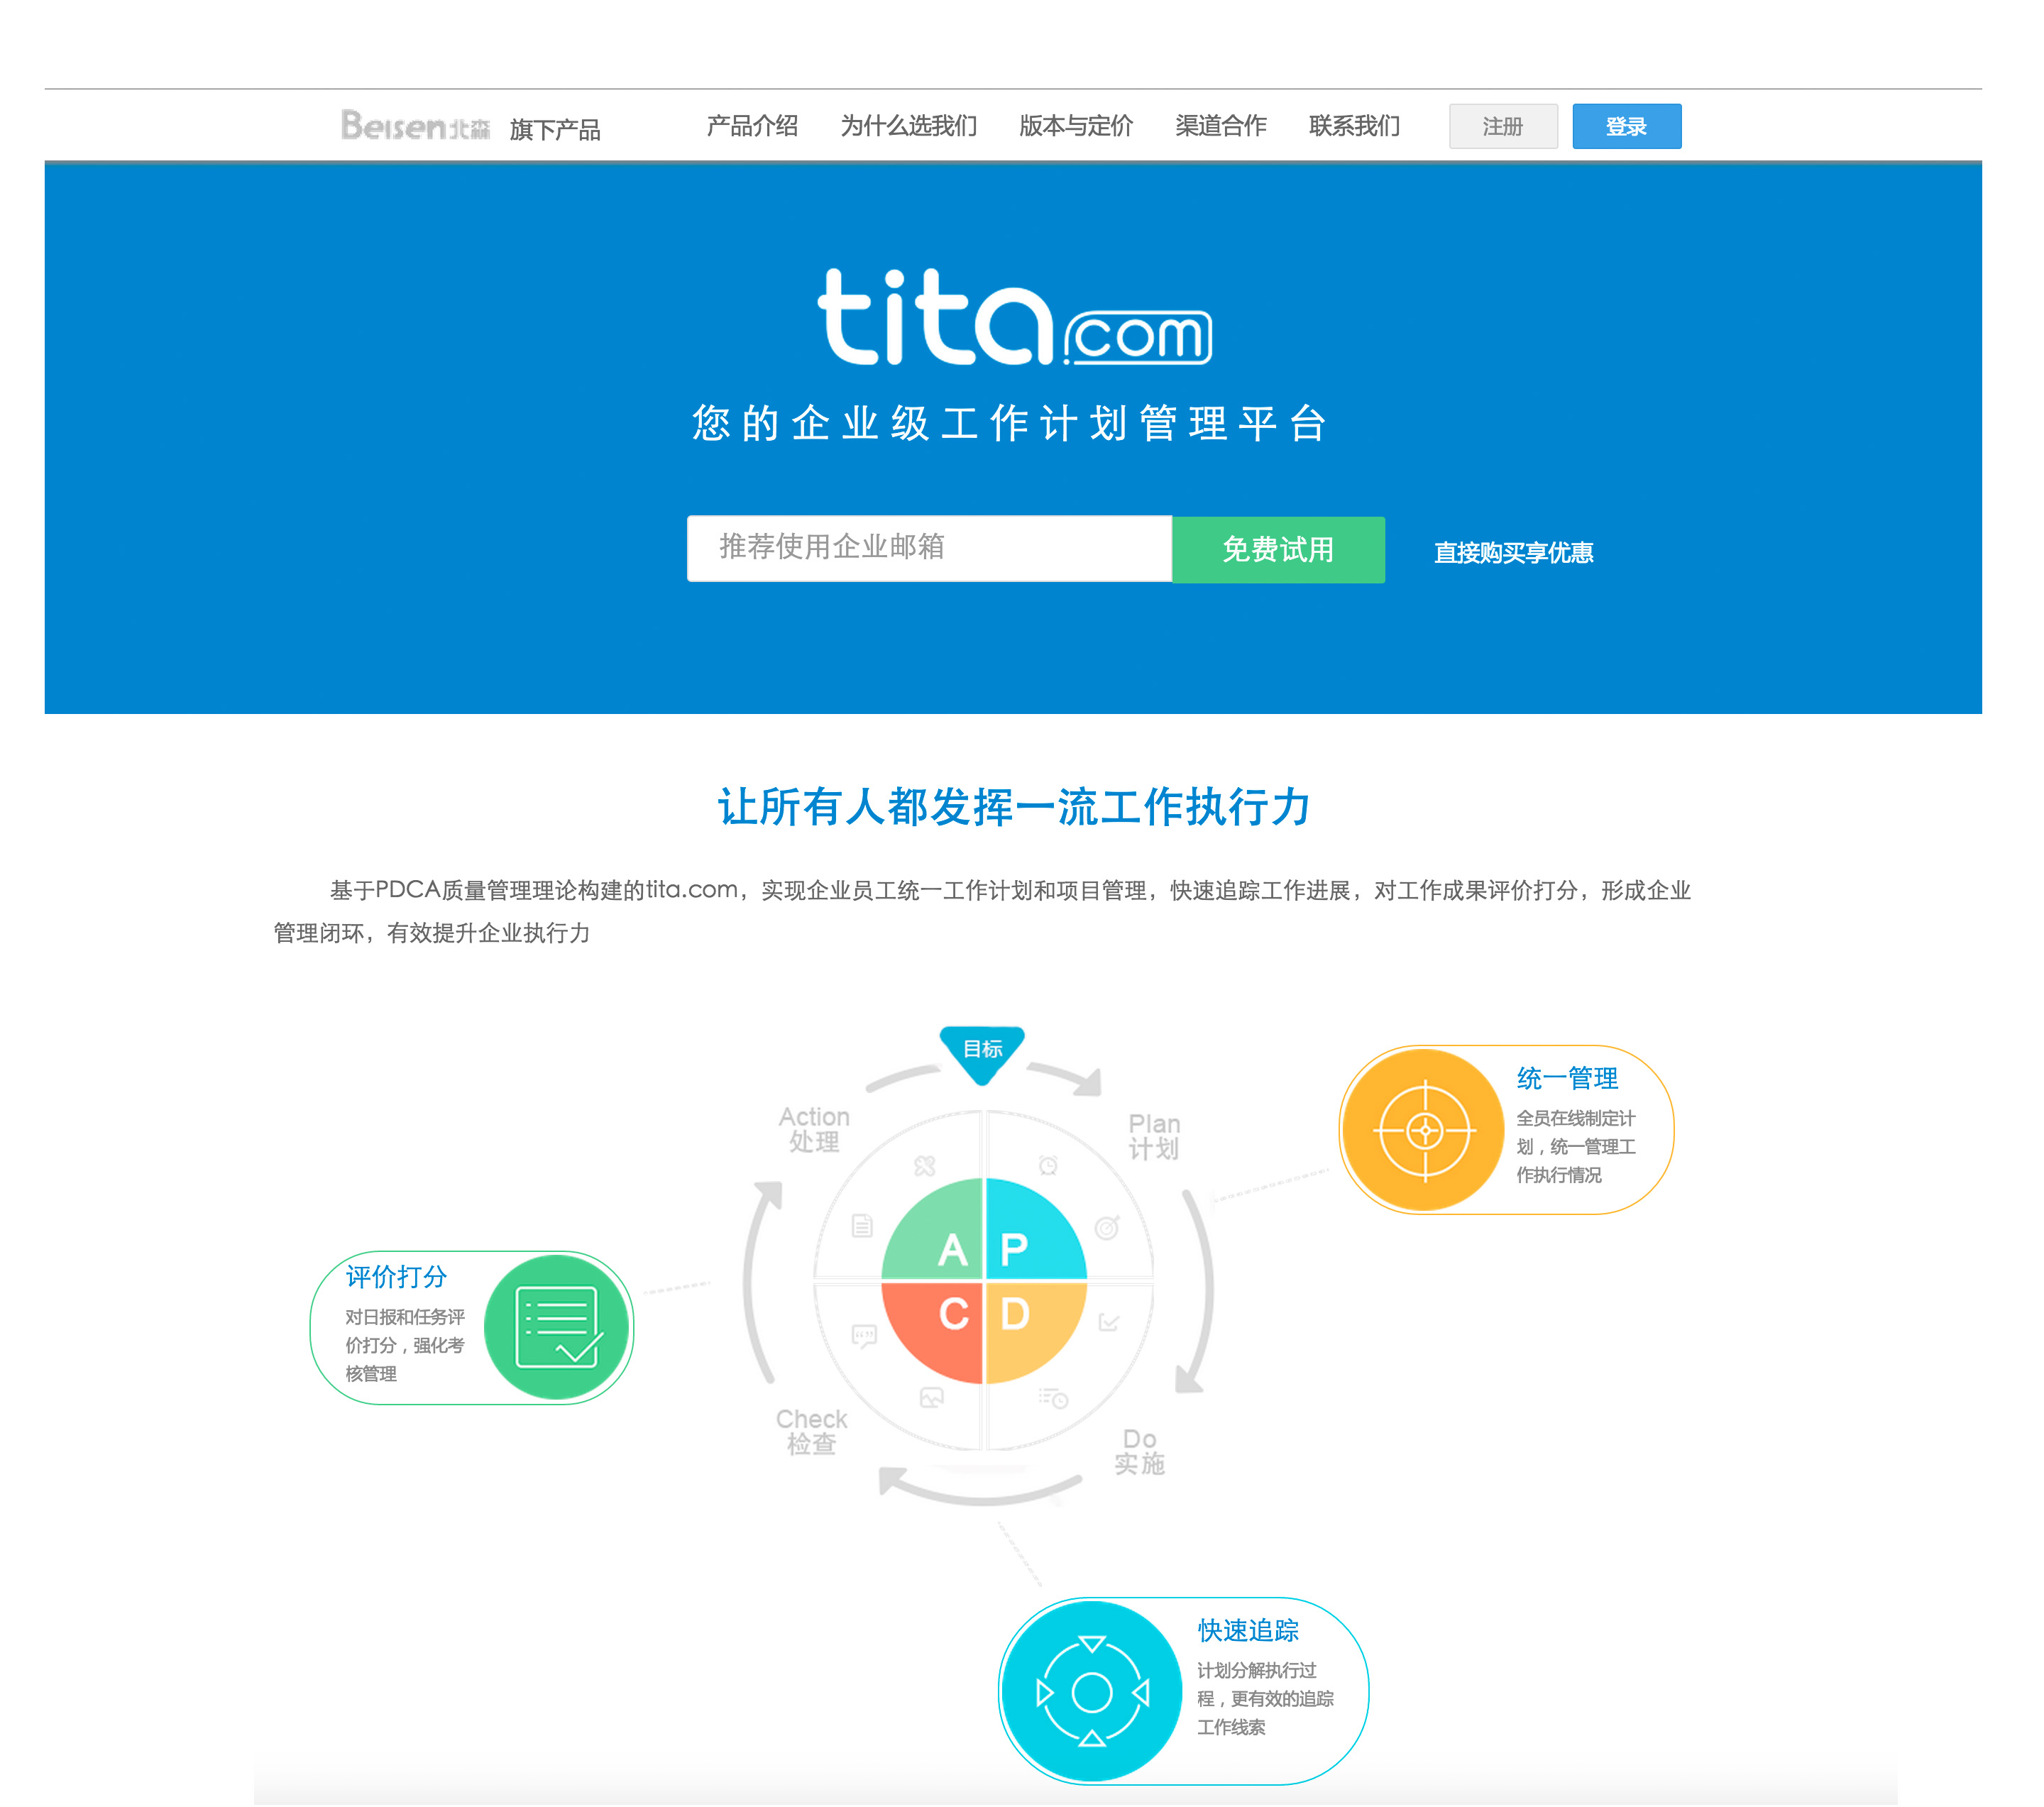 Beisen北森 旗下产品 产品介绍 为什么选我们 版本与定价 渠道合作 联系我们 注册 登录
tita.com
您的企业级工作计划管理平台
推荐使用企业邮箱 免费试用 直接购买享优惠
让所有人都发挥一流工作执行力
基于PDCA质量管理理论构建的tita.com，实现企业员工统一工作计划和项目管理，快速追踪工作进展，对工作成果评价打分，形成企业
管理闭环，有效提升企业执行力
目标
Action
处理
Plan
计划
A P
C D
Check
检查
Do
实施
统一管理
全员在线制定计
划，统一管理工
作执行情况
评价打分
对日报和任务评
价打分，强化考
核管理
快速追踪
计划分解执行过
程，更有效的追踪
工作线索